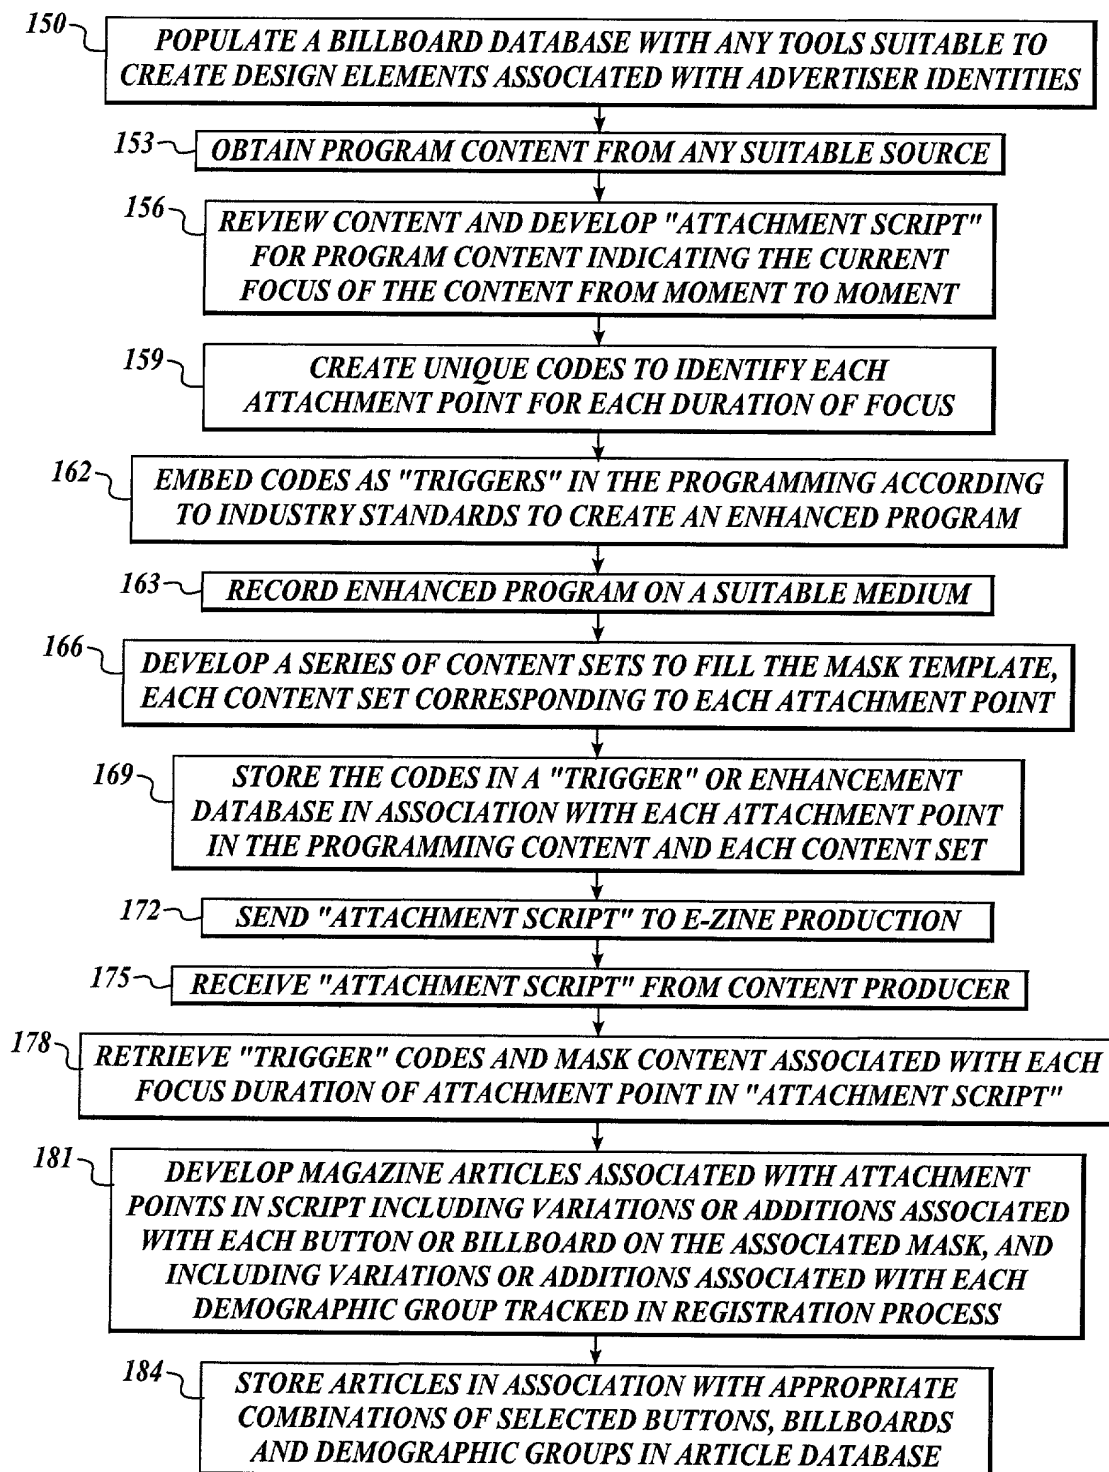 150
POPULATE A BILLBOARD DATABASE WITH ANY TOOLS SUITABLE TO
CREATE DESIGN ELEMENTS ASSOCIATED WITH ADVERTISER IDENTITIES
153
OBTAIN PROGRAM CONTENT FROM ANY SUITABLE SOURCE
156
REVIEW CONTENT AND DEVELOP "ATTACHMENT SCRIPT"
FOR PROGRAM CONTENT INDICATING THE CURRENT
FOCUS OF THE CONTENT FROM MOMENT TO MOMENT
159
CREATE UNIQUE CODES TO IDENTIFY EACH
ATTACHMENT POINT FOR EACH DURATION OF FOCUS
162
EMBED CODES AS "TRIGGERS" IN THE PROGRAMMING ACCORDING
TO INDUSTRY STANDARDS TO CREATE AN ENHANCED PROGRAM
163
RECORD ENHANCED PROGRAM ON A SUITABLE MEDIUM
166
DEVELOP A SERIES OF CONTENT SETS TO FILL THE MASK TEMPLATE,
EACH CONTENT SET CORRESPONDING TO EACH ATTACHMENT POINT
169
STORE THE CODES IN A "TRIGGER" OR ENHANCEMENT
DATABASE IN ASSOCIATION WITH EACH ATTACHMENT POINT
IN THE PROGRAMMING CONTENT AND EACH CONTENT SET
172
SEND "ATTACHMENT SCRIPT" TO E-ZINE PRODUCTION
175
RECEIVE "ATTACHMENT SCRIPT" FROM CONTENT PRODUCER
178
RETRIEVE "TRIGGER" CODES AND MASK CONTENT ASSOCIATED WITH EACH
FOCUS DURATION OF ATTACHMENT POINT IN "ATTACHMENT SCRIPT"
181
DEVELOP MAGAZINE ARTICLES ASSOCIATED WITH ATTACHMENT
POINTS IN SCRIPT INCLUDING VARIATIONS OR ADDITIONS ASSOCIATED
WITH EACH BUTTON OR BILLBOARD ON THE ASSOCIATED MASK, AND
INCLUDING VARIATIONS OR ADDITIONS ASSOCIATED WITH EACH
DEMOGRAPHIC GROUP TRACKED IN REGISTRATION PROCESS
184
STORE ARTICLES IN ASSOCIATION WITH APPROPRIATE
COMBINATIONS OF SELECTED BUTTONS, BILLBOARDS
AND DEMOGRAPHIC GROUPS IN ARTICLE DATABASE